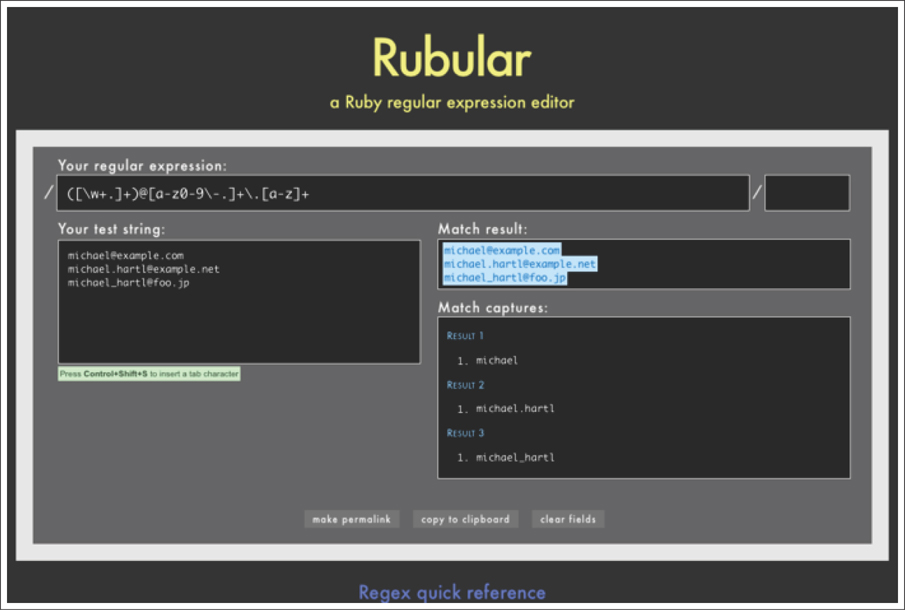 Rubular
a Ruby regular expression editor
Your regular expression:
/ ([\w+.]+)@[a-z0-9\-.]+\.[a-z]+ /
Your test string:
michael@example.com
michael.hartl@example.net
michael_hartl@foo.jp
Press Control+Shift+S to insert a tab character
Match result:
michael@example.com
michael.hartl@example.net
michael_hartl@foo.jp
Match captures:
Result 1
1. michael
Result 2
1. michael.hartl
Result 3
1. michael_hartl
make permalink copy to clipboard clear fields
Regex quick reference